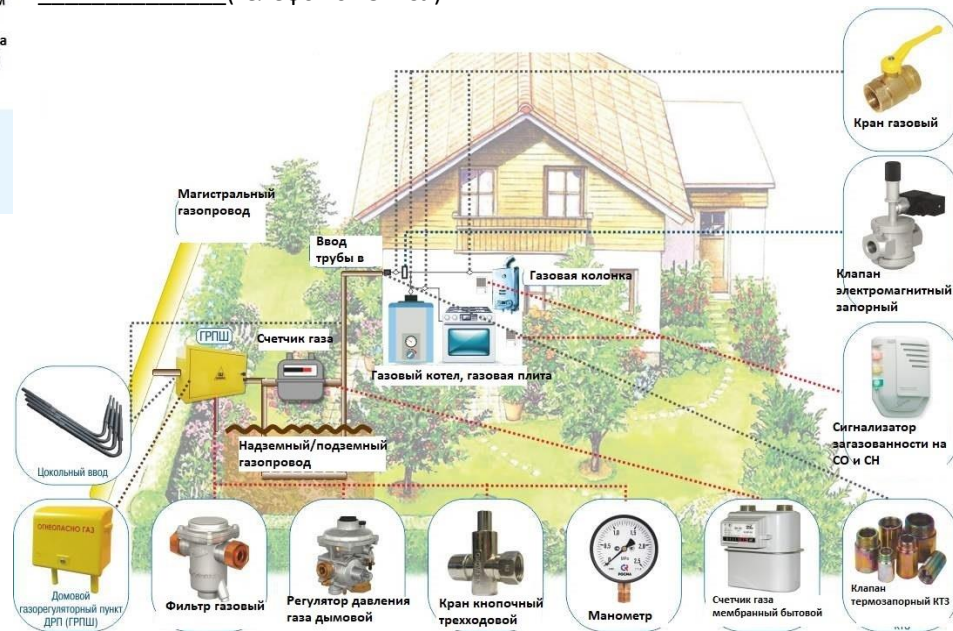 Кран газовый
Магистральный
газопровод
Ввод
трубы в
Газовая колонка
Клапан
электромагнитный
запорный
ГРПШ
Счетчик газа
Газовый котел, газовая плита
Сигнализатор
загазованности на
СО и СН
Надземный/подземный
газопровод
Цокольный ввод
ОГНЕОПАСНО ГАЗ
Домовой
газорегуляторный пункт
ДРП (ГРПШ)
Фильтр газовый
Регулятор давления
газа дымовой
Кран кнопочный
трехходовой
Манометр
Счетчик газа
мембранный бытовой
Клапан
термозапорный КТЗ